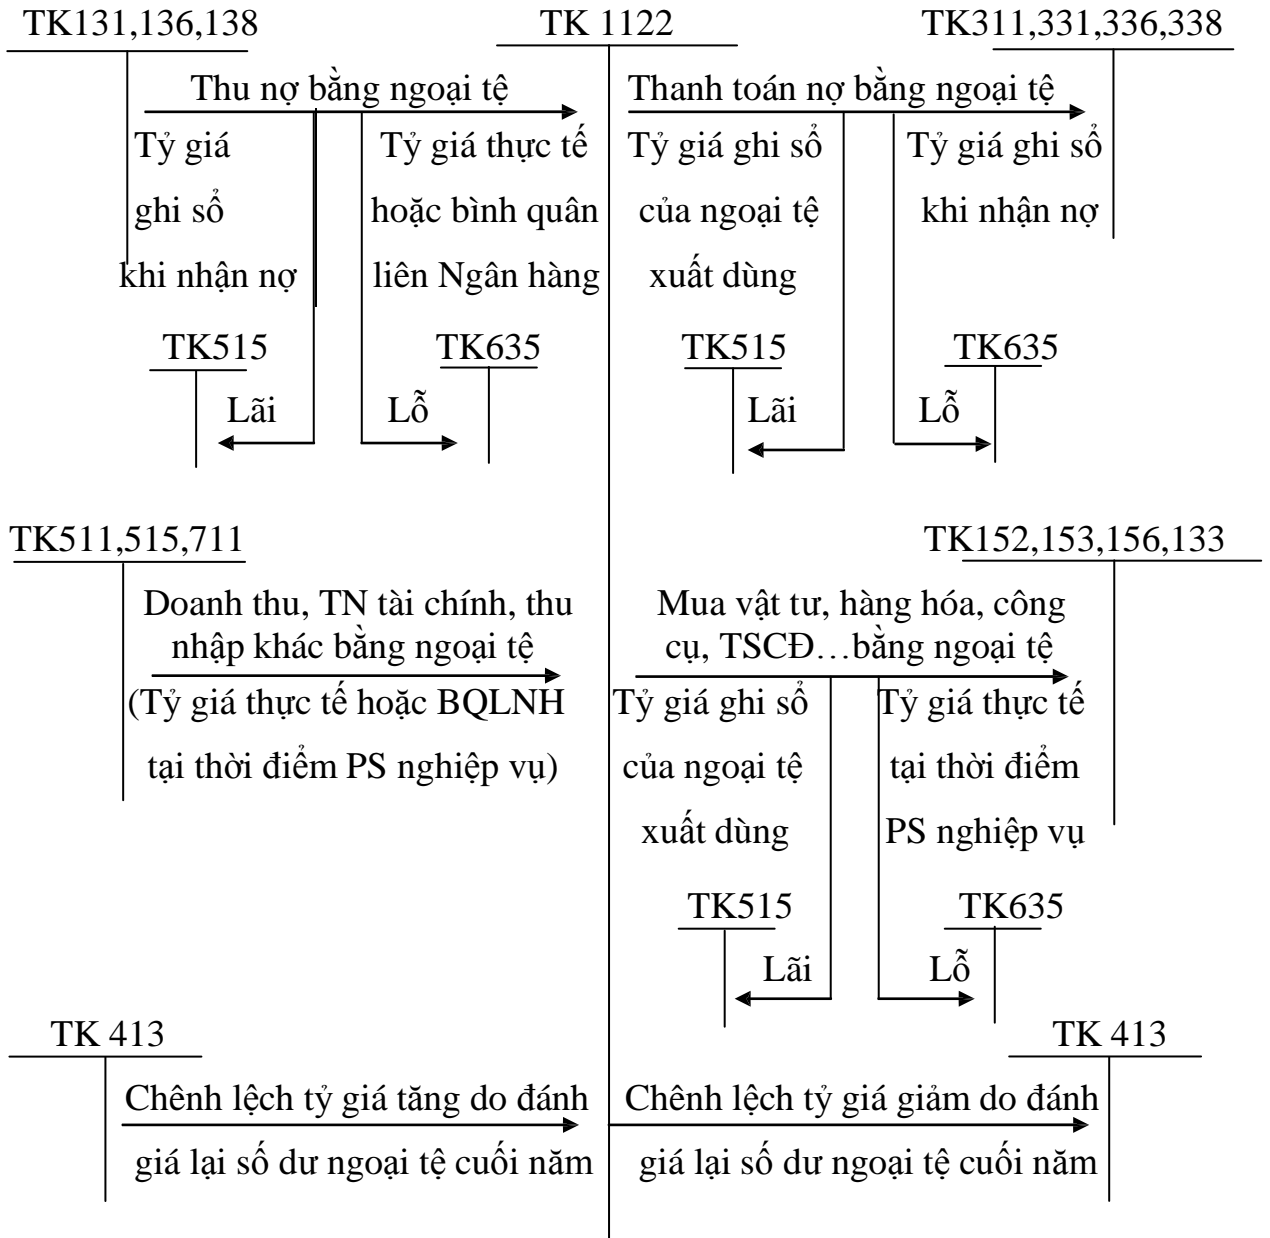 TK131,136,138
TK 1122
TK311,331,336,338
Thu nợ bằng ngoại tệ
Thanh toán nợ bằng ngoại tệ
Tỷ giá
ghi sổ
khi nhận nợ
Tỷ giá thực tế
hoặc bình quân
liên Ngân hàng
Tỷ giá ghi sổ
của ngoại tệ
xuất dùng
Tỷ giá ghi sổ
khi nhận nợ
TK515
TK635
TK515
TK635
Lãi
Lỗ
Lãi
Lỗ
TK511,515,711
TK152,153,156,133
Doanh thu, TN tài chính, thu
nhập khác bằng ngoại tệ
(Tỷ giá thực tế hoặc BQLNH
tại thời điểm PS nghiệp vụ)
Mua vật tư, hàng hóa, công
cụ, TSCĐ…bằng ngoại tệ
Tỷ giá ghi sổ
của ngoại tệ
xuất dùng
Tỷ giá thực tế
tại thời điểm
PS nghiệp vụ
TK515
TK635
Lãi
Lỗ
TK 413
TK 413
Chênh lệch tỷ giá tăng do đánh
giá lại số dư ngoại tệ cuối năm
Chênh lệch tỷ giá giảm do đánh
giá lại số dư ngoại tệ cuối năm